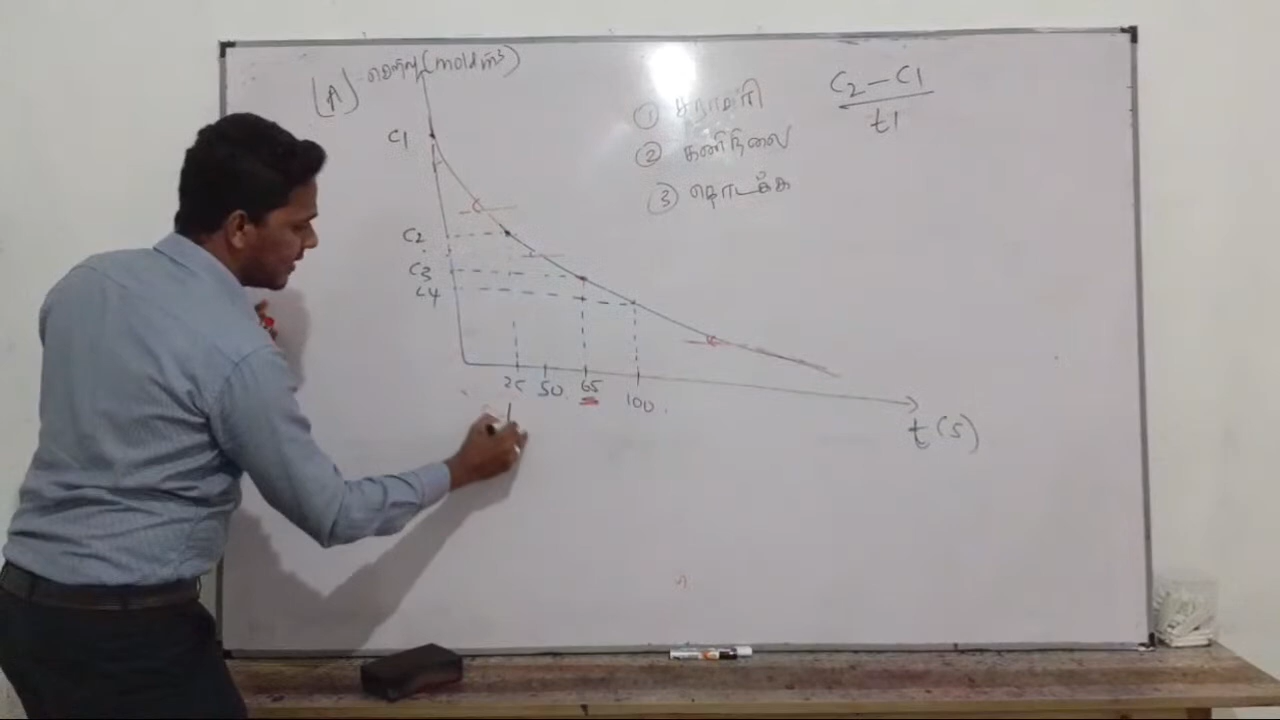 (A) செறிவு (mol dm⁻³)
① சராசரி
② கணநிலை
③ தொடக்க
C2 – C1
t1
C1
C2
C3
C4
25 50 65 100
t (s)